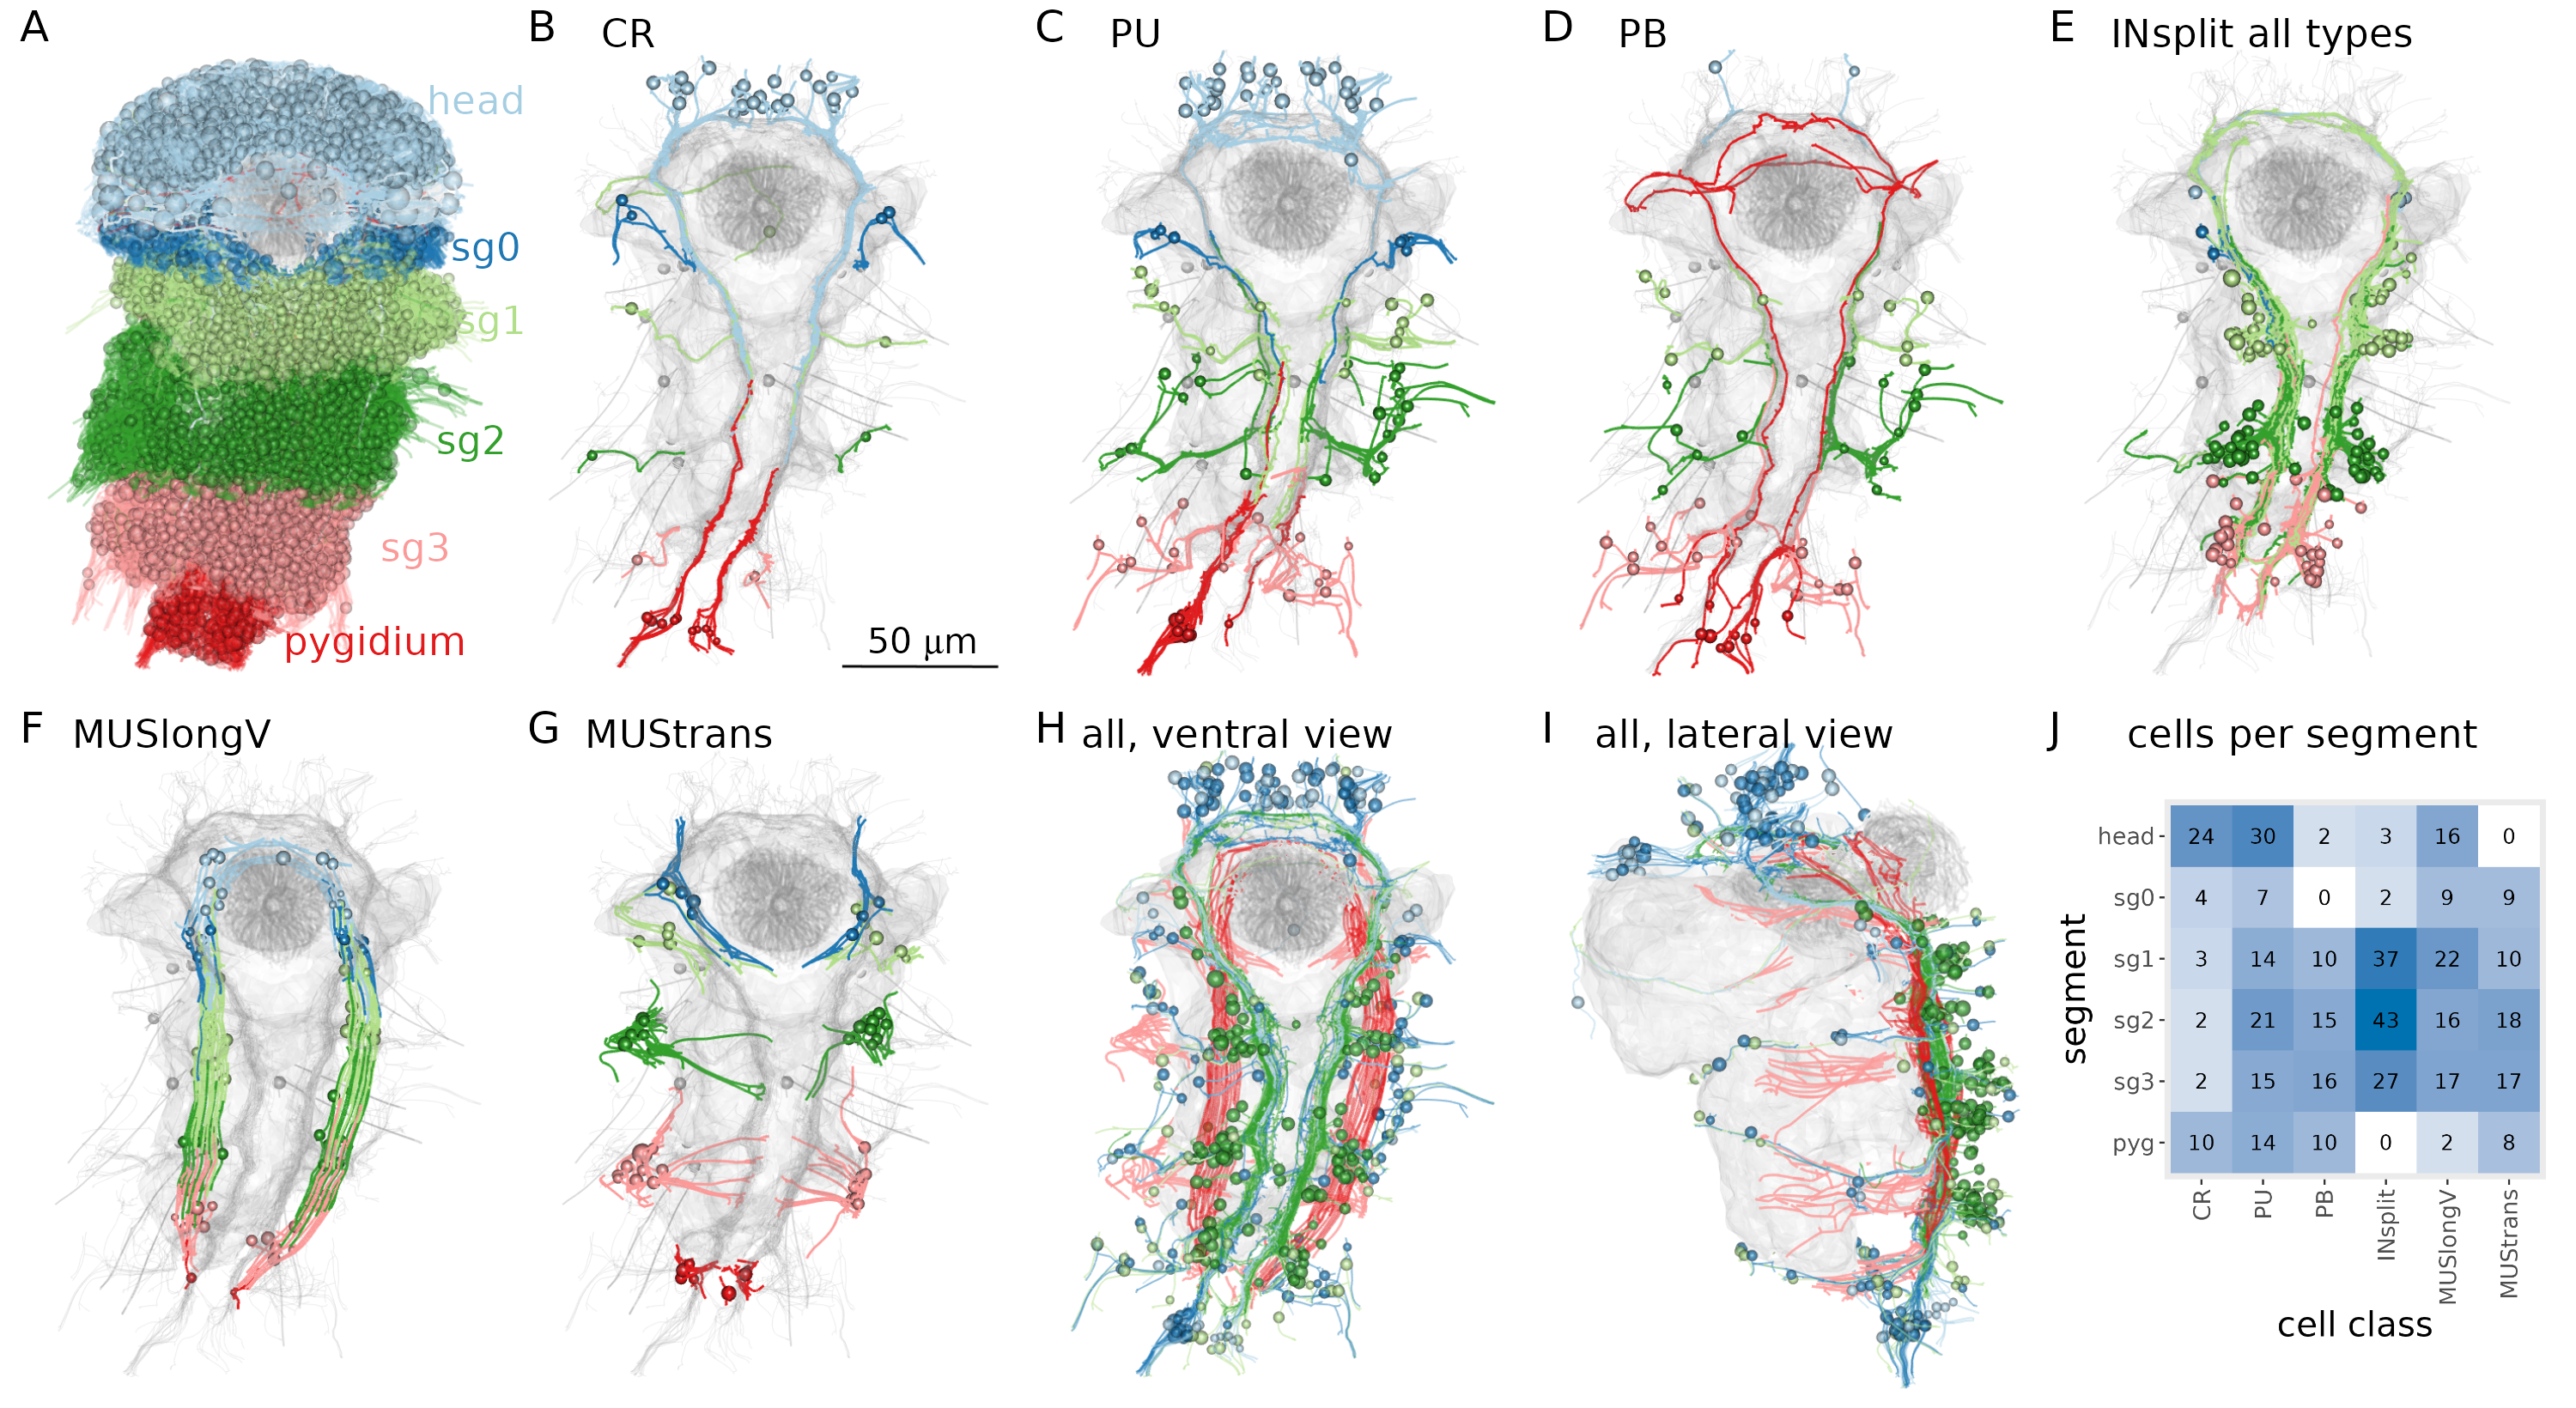 A
head
sg0
sg1
sg2
sg3
pygidium
B CR
50 µm
C PU
D PB
E INsplit all types
F MUSlongV
G MUStrans
H all, ventral view
I all, lateral view
J cells per segment
segment
head 24 30 2 3 16 0
sg0 4 7 0 2 9 9
sg1 3 14 10 37 22 10
sg2 2 21 15 43 16 18
sg3 2 15 16 27 17 17
pyg 10 14 10 0 2 8
CR PU PB INsplit MUSlongV MUStrans
cell class